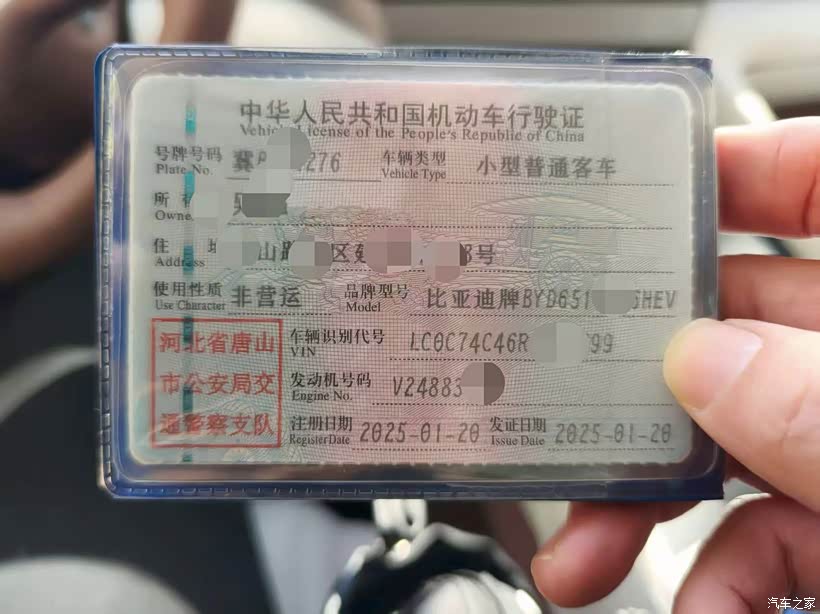 中华人民共和国机动车行驶证
Vehicle License of the People's Republic of China
号牌号码 冀 276 车辆类型 小型普通客车
Plate No. Vehicle Type
所
Owne
住 址 山 区 号
Address
使用性质 非营运 品牌型号 比亚迪牌BYD651 HEV
Use Character Model
河北省唐山 车辆识别代号 LC0C74C46R 99
VIN
市公安局交 发动机号码 V24883
Engine No.
通警察支队 注册日期 2025-01-20 发证日期 2025-01-20
Register Date Issue Date
汽车之家